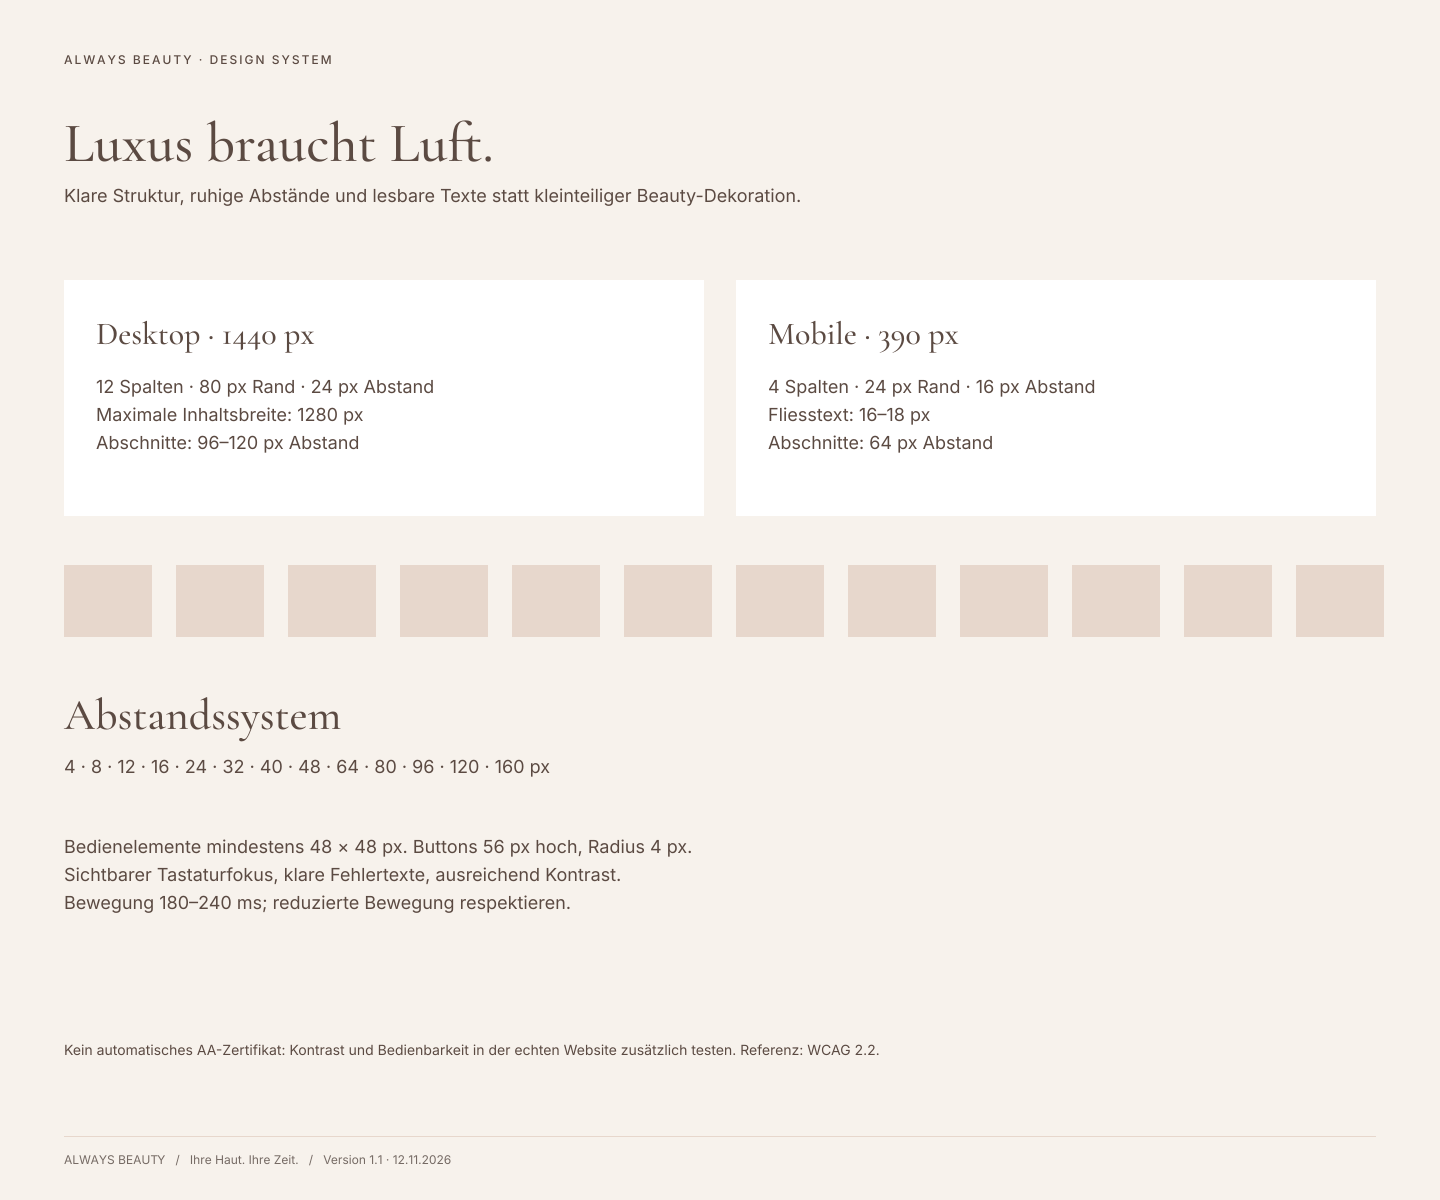 ALWAYS BEAUTY · DESIGN SYSTEM
Luxus braucht Luft.
Klare Struktur, ruhige Abstände und lesbare Texte statt kleinteiliger Beauty-Dekoration.
Desktop · 1440 px
12 Spalten · 80 px Rand · 24 px Abstand
Maximale Inhaltsbreite: 1280 px
Abschnitte: 96–120 px Abstand
Mobile · 390 px
4 Spalten · 24 px Rand · 16 px Abstand
Fliesstext: 16–18 px
Abschnitte: 64 px Abstand
Abstandssystem
4 · 8 · 12 · 16 · 24 · 32 · 40 · 48 · 64 · 80 · 96 · 120 · 160 px
Bedienelemente mindestens 48 × 48 px. Buttons 56 px hoch, Radius 4 px.
Sichtbarer Tastaturfokus, klare Fehlertexte, ausreichend Kontrast.
Bewegung 180–240 ms; reduzierte Bewegung respektieren.
Kein automatisches AA-Zertifikat: Kontrast und Bedienbarkeit in der echten Website zusätzlich testen. Referenz: WCAG 2.2.
ALWAYS BEAUTY / Ihre Haut. Ihre Zeit. / Version 1.1 · 12.11.2026